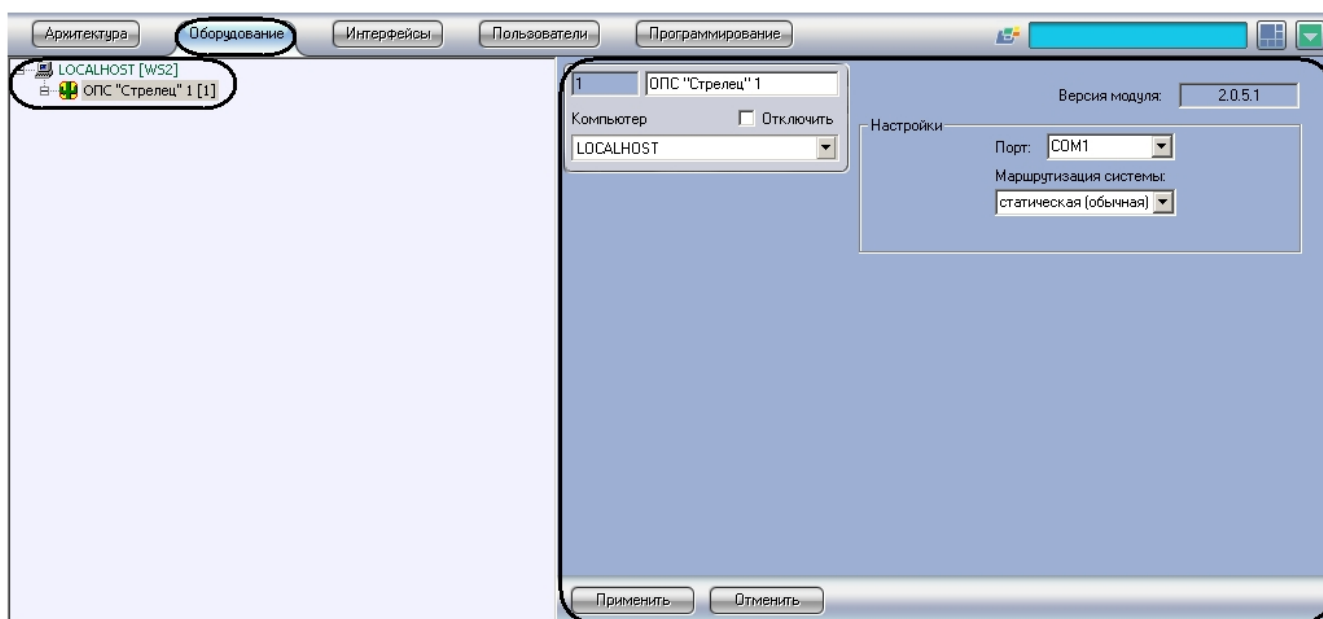 Архитектура Оборудование Интерфейсы Пользователи Программирование
LOCALHOST [WS2]
ОПС "Стрелец" 1 [1]
1 ОПС "Стрелец" 1
Компьютер Отключить
LOCALHOST
Версия модуля: 2.0.5.1
Настройки
Порт: COM1
Маршрутизация системы:
статическая (обычная)
Применить Отменить